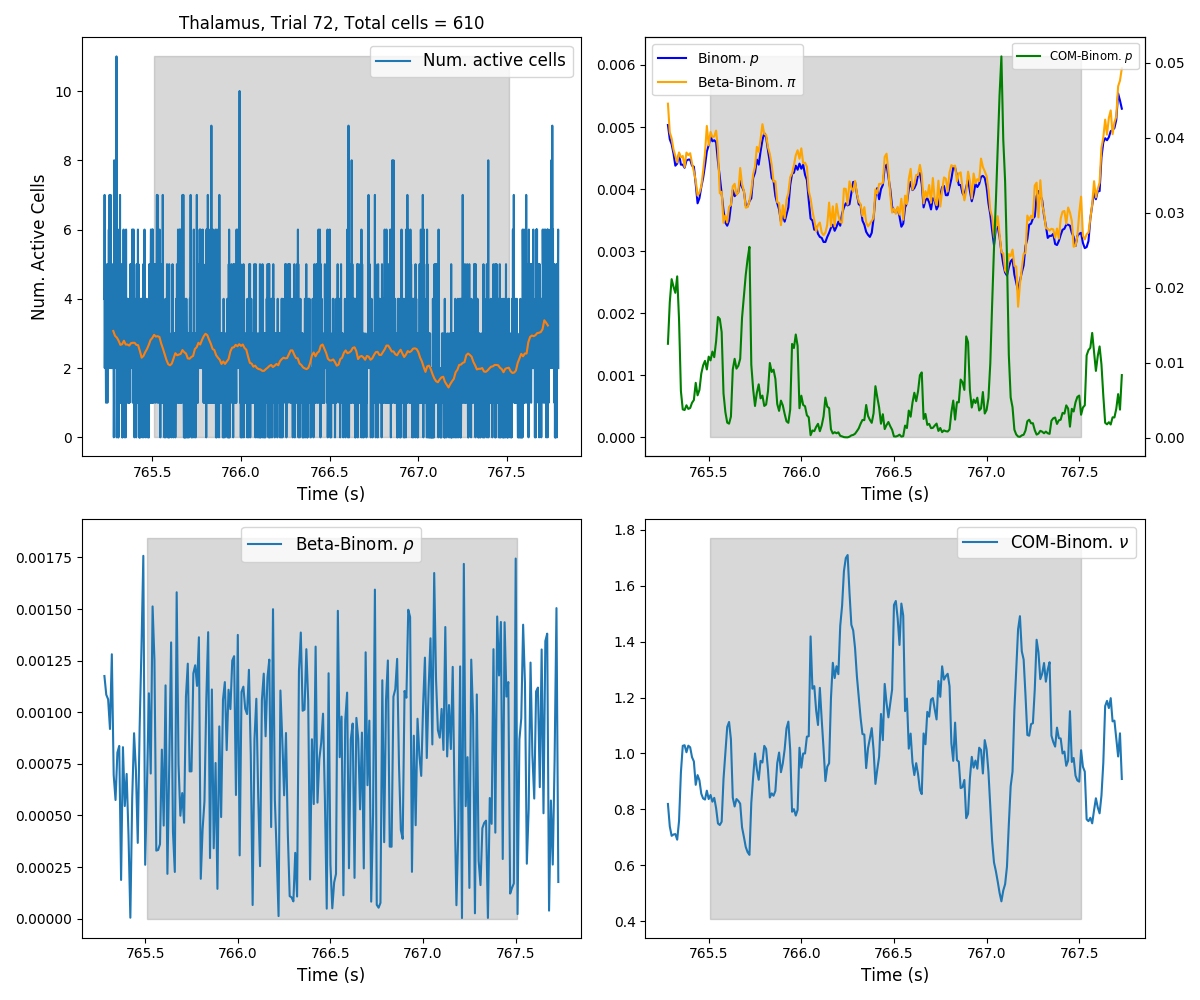 Thalamus, Trial 72, Total cells = 610
Num. active cells
Num. Active Cells
10
8
6
4
2
0
765.5 766.0 766.5 767.0 767.5
Time (s)
Binom. p
Beta-Binom. π
COM-Binom. p
0.006
0.005
0.004
0.003
0.002
0.001
0.000
0.05
0.04
0.03
0.02
0.01
0.00
765.5 766.0 766.5 767.0 767.5
Time (s)
Beta-Binom. ρ
0.00175
0.00150
0.00125
0.00100
0.00075
0.00050
0.00025
0.00000
765.5 766.0 766.5 767.0 767.5
Time (s)
COM-Binom. ν
1.8
1.6
1.4
1.2
1.0
0.8
0.6
0.4
765.5 766.0 766.5 767.0 767.5
Time (s)